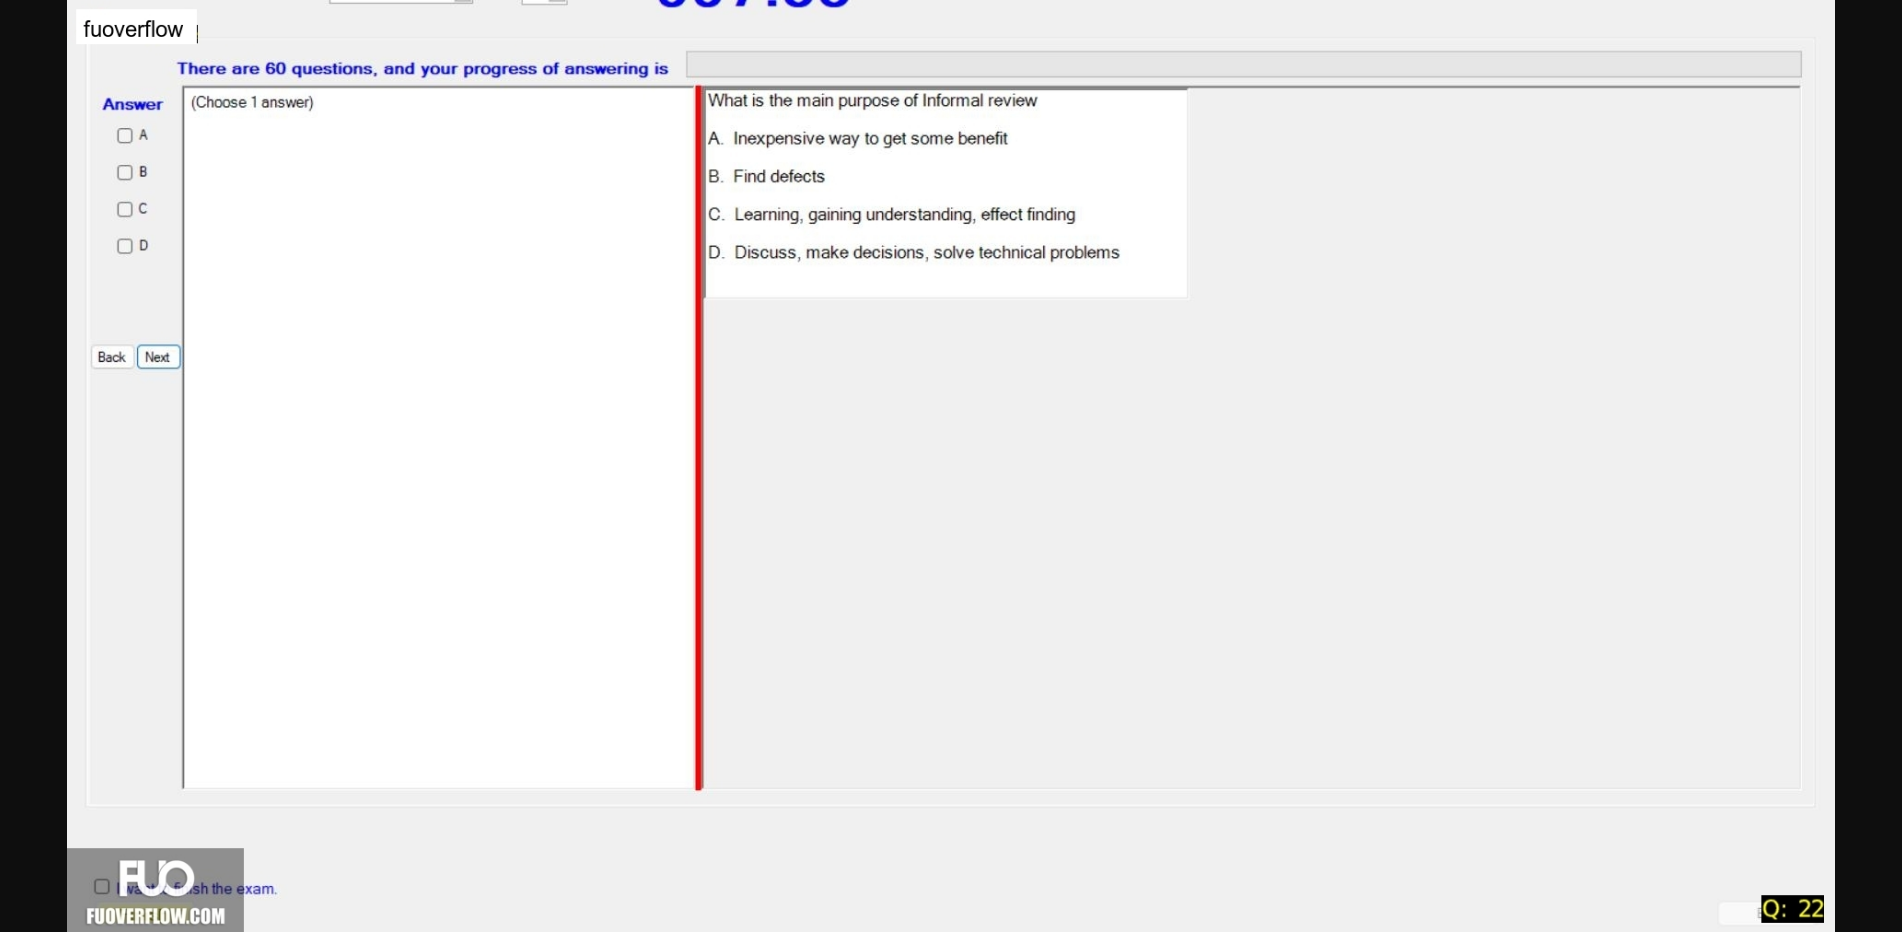 fuoverflow
There are 60 questions, and your progress of answering is
Answer
A
B
C
D
Back Next
(Choose 1 answer)
What is the main purpose of Informal review
A. Inexpensive way to get some benefit
B. Find defects
C. Learning, gaining understanding, effect finding
D. Discuss, make decisions, solve technical problems
FUO
sh the exam.
FUOVERFLOW.COM
Q: 22